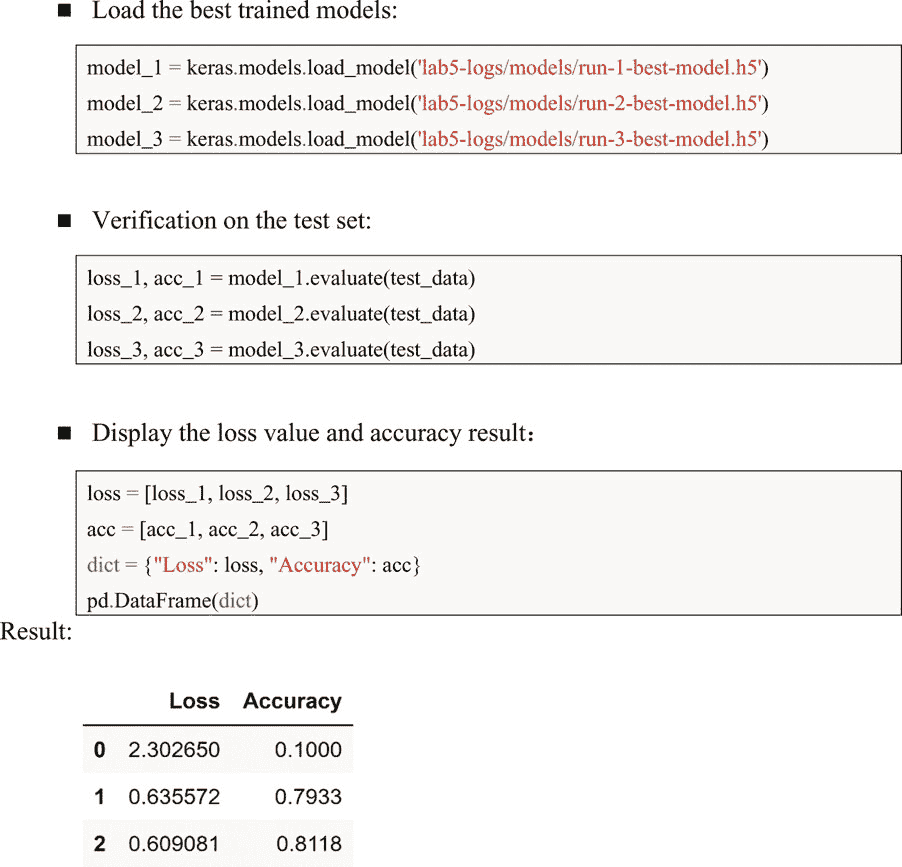 ■ Load the best trained models:
model_1 = keras.models.load_model('lab5-logs/models/run-1-best-model.h5')
model_2 = keras.models.load_model('lab5-logs/models/run-2-best-model.h5')
model_3 = keras.models.load_model('lab5-logs/models/run-3-best-model.h5')
■ Verification on the test set:
loss_1, acc_1 = model_1.evaluate(test_data)
loss_2, acc_2 = model_2.evaluate(test_data)
loss_3, acc_3 = model_3.evaluate(test_data)
■ Display the loss value and accuracy result：
loss = [loss_1, loss_2, loss_3]
acc = [acc_1, acc_2, acc_3]
dict = {"Loss": loss, "Accuracy": acc}
pd.DataFrame(dict)
Result:
Loss Accuracy
0 2.302650 0.1000
1 0.635572 0.7933
2 0.609081 0.8118